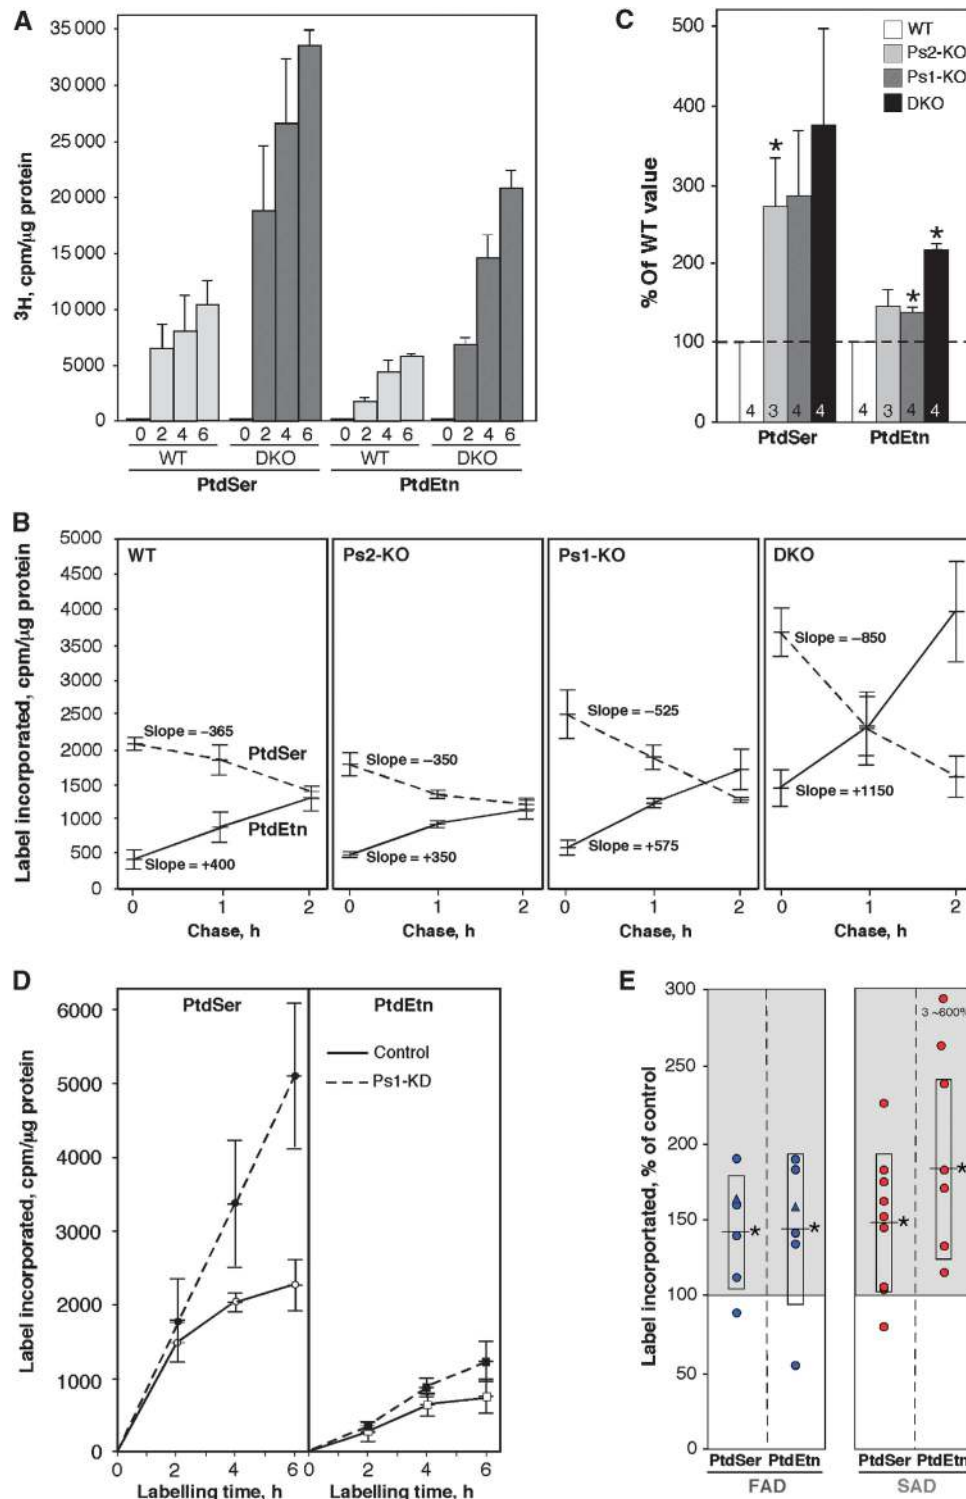 A
³H, cpm/μg protein
35 000
30 000
25 000
20 000
15 000
10 000
5000
0
0 2 4 6 0 2 4 6 0 2 4 6 0 2 4 6
WT DKO WT DKO
PtdSer PtdEtn
C
% Of WT value
500
400
300
200
100
0
WT
Ps2-KO
Ps1-KO
DKO
*
*
*
4 3 4 4 4 3 4 4
PtdSer PtdEtn
B
Label incorporated, cpm/μg protein
5000
4500
4000
3500
3000
2500
2000
1500
1000
500
0
WT
Slope = –365
PtdSer
PtdEtn
Slope = +400
0 1 2
Chase, h
Ps2-KO
Slope = –350
Slope = +350
0 1 2
Chase, h
Ps1-KO
Slope = –525
Slope = +575
0 1 2
Chase, h
DKO
Slope = –850
Slope = +1150
0 1 2
Chase, h
D
Label incorporated, cpm/μg protein
6000
5000
4000
3000
2000
1000
0
PtdSer PtdEtn
Control
Ps1-KD
0 2 4 6 0 2 4 6
Labelling time, h Labelling time, h
E
Label incorportated, % of control
300
250
200
150
100
50
0
3 ~600%
*
*
*
*
PtdSer PtdEtn PtdSer PtdEtn
FAD SAD